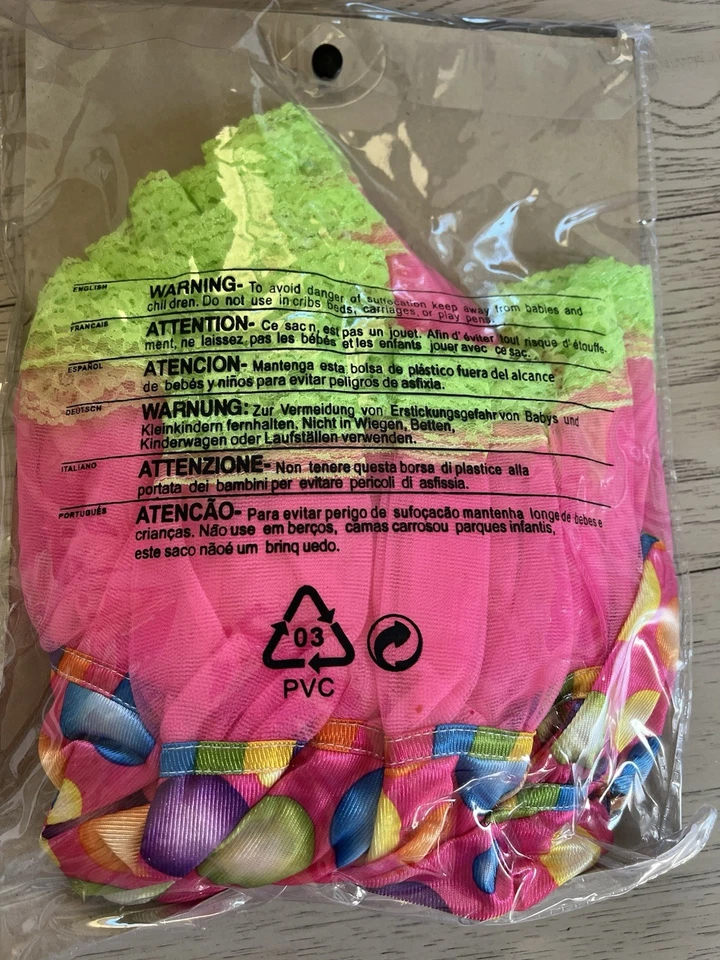 ENGLISH
WARNING- To avoid danger of suffocation keep away from babies and
children. Do not use in cribs beds, carriages, or play pens.
FRANCAIS
ATTENTION- Ce sac n, est pas un jouet. Afin d' éviter tout risque d' étouffe-
ment, ne laissez pas les bébés et les enfants jouer avec ce sac.
ESPAÑOL
ATENCION- Mantenga esta bolsa de plástico fuera del alcance
de bebés y niños para evitar peligros de asfixia.
DEUTSCH
WARNUNG: Zur Vermeidung von Erstickungsgefahr von Babys und
Kleinkindern fernhalten, Nicht in Wiegen, Betten,
Kinderwagen oder Laufställen verwenden.
ITALIANO
ATTENZIONE- Non tenere questa borsa di plastice alla
portata dei bambini per evitare pericoli di asfissia.
PORTUGUÊS
ATENCÃO- Para evitar perigo de sufoçacão mantenha longe de bebes e
crianças. Não use em berços, camas carrosou parques infantis,
este saco nãoé um brinq uedo.
03
PVC